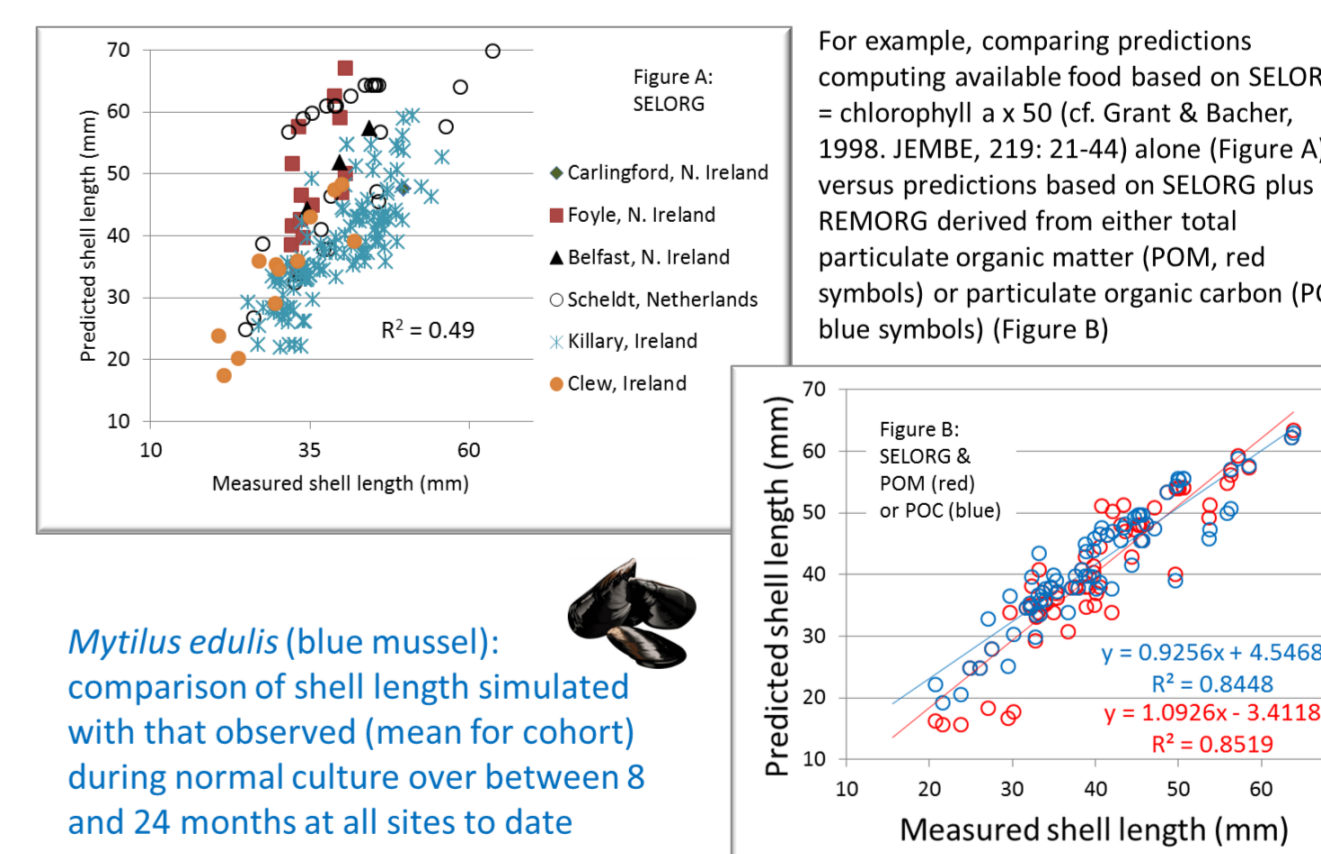 70
60
50
40
30
20
10
10 35 60
Predicted shell length (mm)
Measured shell length (mm)
Figure A:
SELORG
R² = 0.49
Carlingford, N. Ireland
Foyle, N. Ireland
Belfast, N. Ireland
Scheldt, Netherlands
Killary, Ireland
Clew, Ireland
For example, comparing predictions
computing available food based on SELOR
= chlorophyll a x 50 (cf. Grant & Bacher,
1998. JEMBE, 219: 21-44) alone (Figure A)
versus predictions based on SELORG plus
REMORG derived from either total
particulate organic matter (POM, red
symbols) or particulate organic carbon (PO
blue symbols) (Figure B)
Mytilus edulis (blue mussel):
comparison of shell length simulated
with that observed (mean for cohort)
during normal culture over between 8
and 24 months at all sites to date
70
60
50
40
30
20
10
10 20 30 40 50 60
Predicted shell length (mm)
Measured shell length (mm)
Figure B:
SELORG &
POM (red)
or POC (blue)
y = 0.9256x + 4.5468
R² = 0.8448
y = 1.0926x - 3.4118
R² = 0.8519